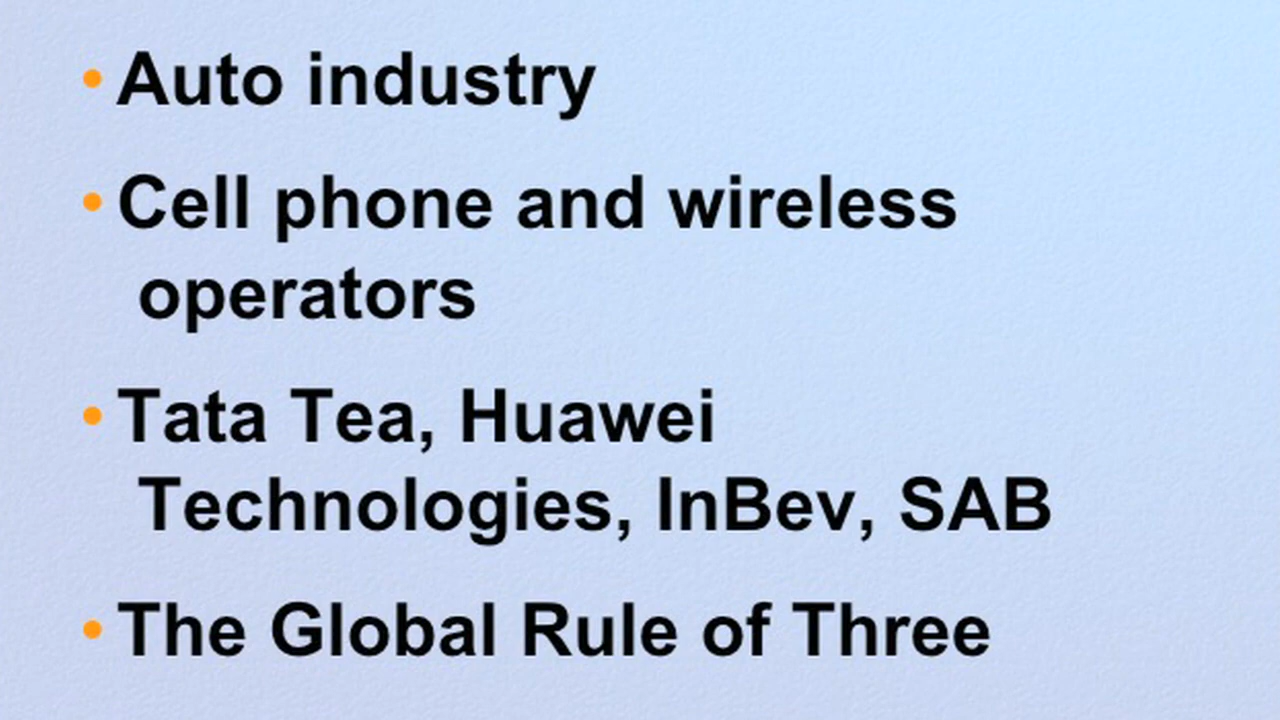 • Auto industry
• Cell phone and wireless
operators
• Tata Tea, Huawei
Technologies, InBev, SAB
• The Global Rule of Three